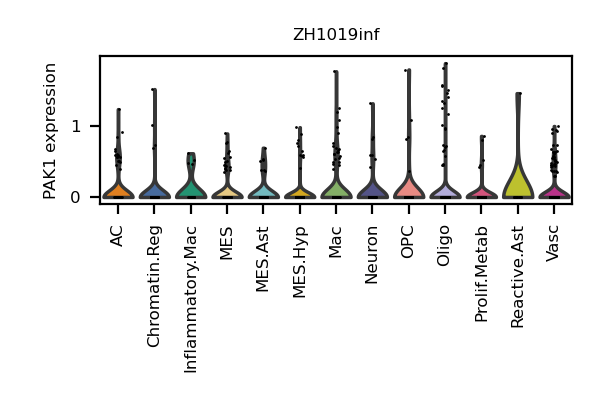 ZH1019inf
PAK1 expression
1
0
AC
Chromatin.Reg
Inflammatory.Mac
MES
MES.Ast
MES.Hyp
Mac
Neuron
OPC
Oligo
Prolif.Metab
Reactive.Ast
Vasc